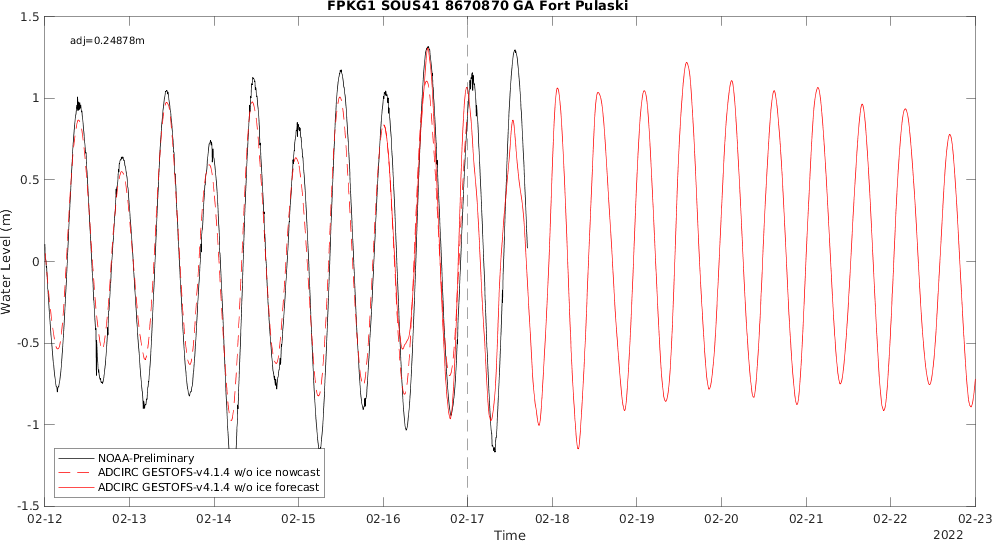 FPKG1 SOUS41 8670870 GA Fort Pulaski
adj=0.24878m
1.5
1
0.5
0
-0.5
-1
-1.5
Water Level (m)
NOAA-Preliminary
ADCIRC GESTOFS-v4.1.4 w/o ice nowcast
ADCIRC GESTOFS-v4.1.4 w/o ice forecast
02-12 02-13 02-14 02-15 02-16 02-17 02-18 02-19 02-20 02-21 02-22 02-23
Time
2022